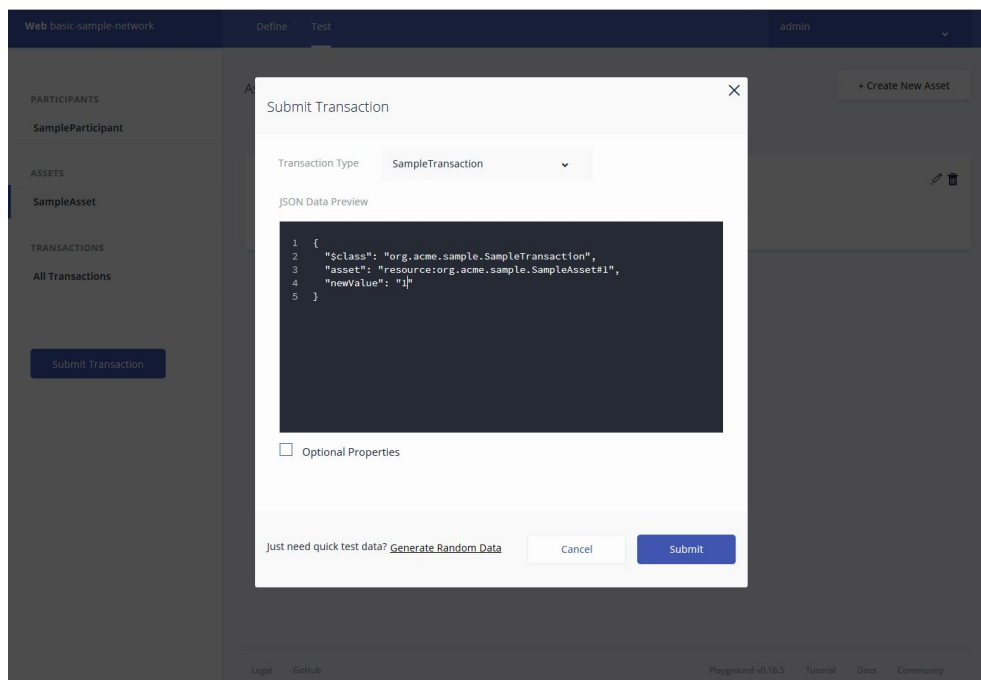 Web basic-sample-network Define Test admin
+ Create New Asset
PARTICIPANTS
SampleParticipant
ASSETS
SampleAsset
TRANSACTIONS
All Transactions
Submit Transaction
A
Submit Transaction
Transaction Type SampleTransaction
JSON Data Preview
1 {
2 "$class": "org.acme.sample.SampleTransaction",
3 "asset": "resource:org.acme.sample.SampleAsset#1",
4 "newValue": "1"
5 }
Optional Properties
Just need quick test data? Generate Random Data Cancel Submit
Legal GitHub Playground v0.16.5 Tutorial Docs Community